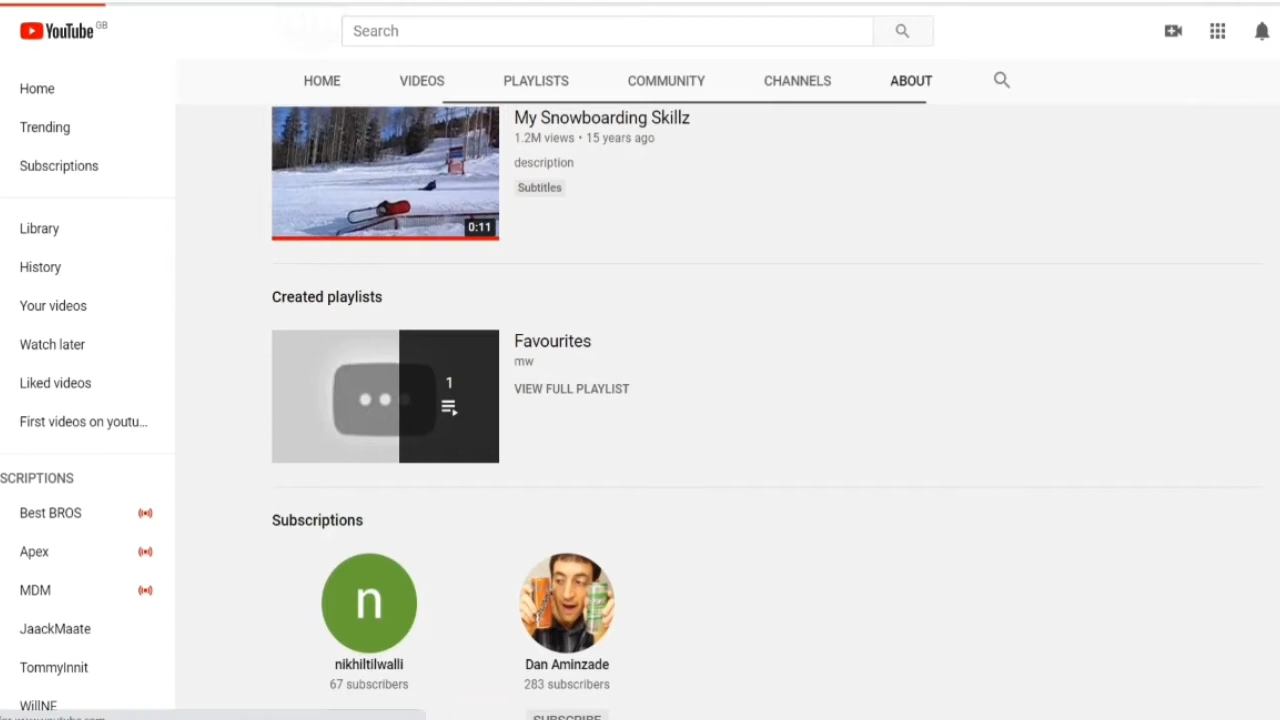 YouTube GB
Search
HOME VIDEOS PLAYLISTS COMMUNITY CHANNELS ABOUT
Home
Trending
Subscriptions
Library
History
Your videos
Watch later
Liked videos
First videos on youtu...
SCRIPTIONS
Best BROS
Apex
MDM
JaackMaate
TommyInnit
WillNE
My Snowboarding Skillz
1.2M views • 15 years ago
description
Subtitles
0:11
Created playlists
1
Favourites
mw
VIEW FULL PLAYLIST
Subscriptions
n
nikhiltilwalli
67 subscribers
Dan Aminzade
283 subscribers
SUBSCRIBE